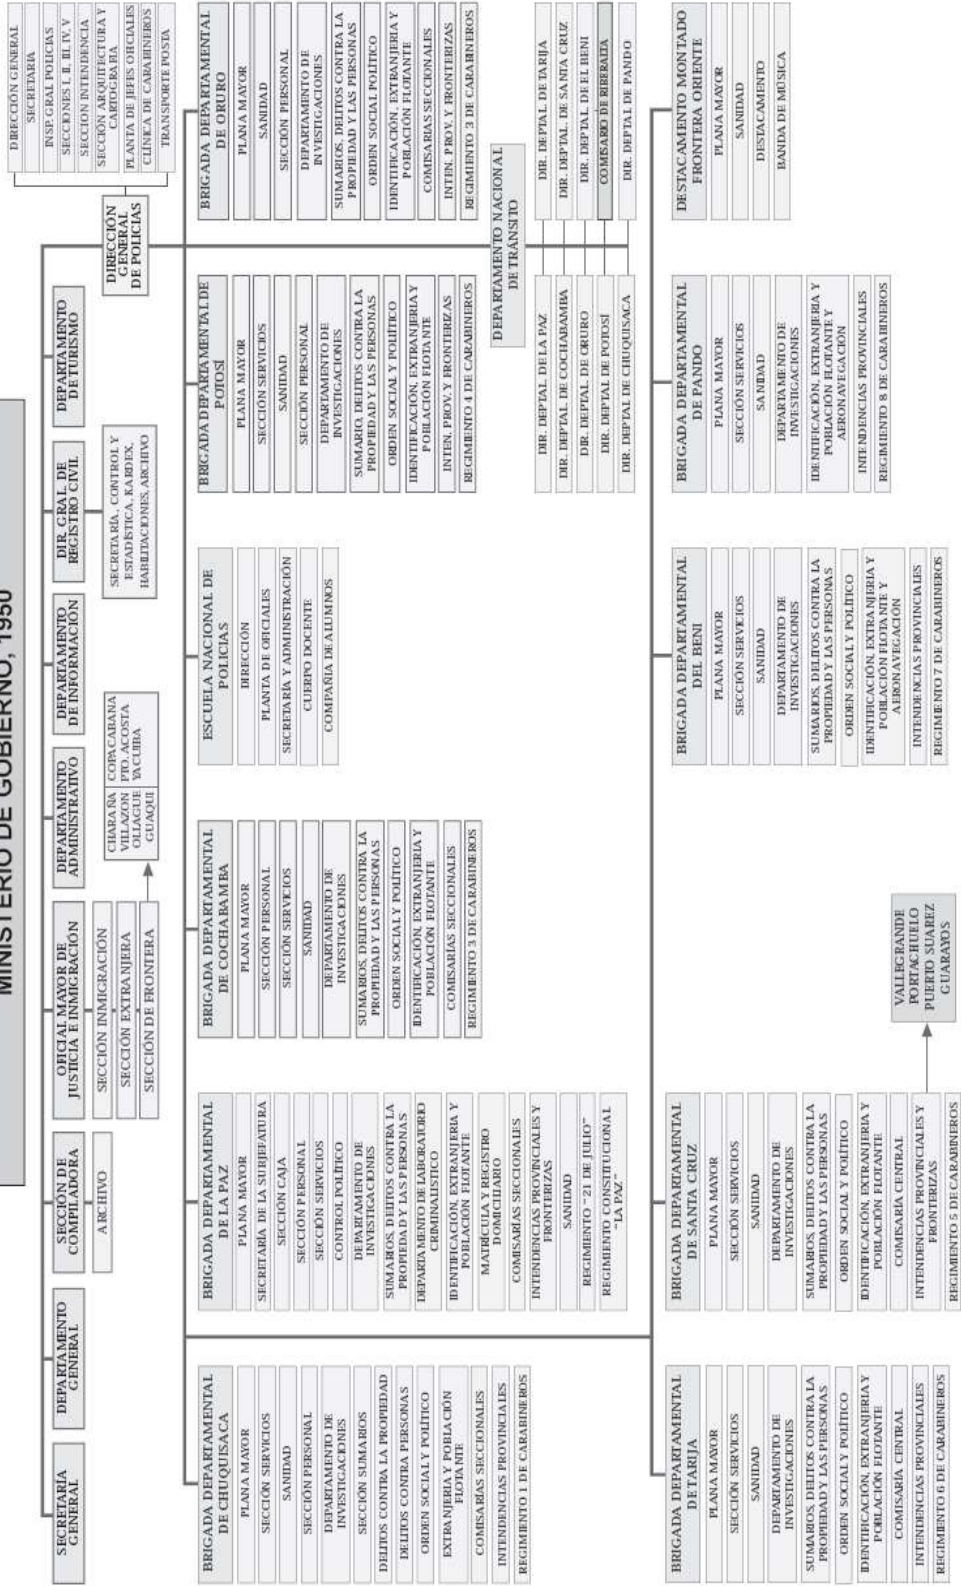 MINISTERIO DE GOBIERNO, 1950
SECRETARÍA
GENERAL
DEPARTAMENTO
GENERAL
SECCIÓN DE
COMPILADORA
ARCHIVO
OFICIAL MAYOR DE
JUSTICIA E INMIGRACIÓN
SECCIÓN INMIGRACIÓN
SECCIÓN EXTRANJERA
SECCIÓN DE FRONTERA
CHARAÑA
VILLAZON
OLLAGUE
GUAQUI
COPACABANA
PTO. ACOSTA
YACUIBA
DEPARTAMENTO
ADMINISTRATIVO
DEPARTAMENTO
DE INFORMACIÓN
DIR. GRAL. DE
REGISTRO CIVIL
SECRETARÍA, CONTROL Y
ESTADÍSTICA, KARDEX,
HABILITACIONES, ARCHIVO
DEPARTAMENTO
DE TURISMO
DIRECCIÓN
GENERAL
DE POLICIAS
DIRECCIÓN GENERAL
SECRETARIA
INSP. GRAL POLICIAS
SECCIONES I, II, III, IV, V
SECCION INTENDENCIA
SECCIÓN ARQUITECTURA Y
CARTOGRAFIA
PLANTA DE JEFES OFICIALES
CLÍNICA DE CARABINEROS
TRANSPORTE POSTA
BRIGADA DEPARTAMENTAL
DE CHUQUISACA
PLANA MAYOR
SECCIÓN SERVICIOS
SANIDAD
SECCIÓN PERSONAL
DEPARTAMENTO DE
INVESTIGACIONES
SECCIÓN SUMARIOS
DELITOS CONTRA LA PROPIEDAD
DELITOS CONTRA PERSONAS
ORDEN SOCIAL Y POLÍTICO
EXTRANJERIA Y POBLACIÓN
FLOTANTE
COMISARÍAS SECCIONALES
INTENDENCIAS PROVINCIALES
REGIMIENTO 1 DE CARABINEROS
BRIGADA DEPARTAMENTAL
DE LA PAZ
PLANA MAYOR
SECRETARÍA DE LA SUBJEFATURA
SECCIÓN CAJA
SECCIÓN PERSONAL
SECCIÓN SERVICIOS
CONTROL POLÍTICO
DEPARTAMENTO DE
INVESTIGACIONES
SUMARIOS, DELITOS CONTRA LA
PROPIEDAD Y LAS PERSONAS
DEPARTAMENTO DE LABORATORIO
CRIMINALÍSTICO
IDENTIFICACIÓN, EXTRANJERIA Y
POBLACIÓN FLOTANTE
MATRÍCULA Y REGISTRO
DOMICILIARIO
COMISARÍAS SECCIONALES
INTENDENCIAS PROVINCIALES Y
FRONTERIZAS
SANIDAD
REGIMIENTO "21 DE JULIO"
REGIMIENTO CONSTITUCIONAL
"LA PAZ"
BRIGADA DEPARTAMENTAL
DE COCHABAMBA
PLANA MAYOR
SECCIÓN PERSONAL
SECCIÓN SERVICIOS
SANIDAD
DEPARTAMENTO DE
INVESTIGACIONES
SUMARIOS, DELITOS CONTRA LA
PROPIEDAD Y LAS PERSONAS
ORDEN SOCIAL Y POLÍTICO
IDENTIFICACIÓN, EXTRANJERIA Y
POBLACIÓN FLOTANTE
COMISARÍAS SECCIONALES
REGIMIENTO 3 DE CARABINEROS
ESCUELA NACIONAL DE
POLICIAS
DIRECCIÓN
PLANTA DE OFICIALES
SECRETARÍA Y ADMINISTRACIÓN
CUERPO DOCENTE
COMPAÑIA DE ALUMNOS
BRIGADA DEPARTAMENTAL DE
POTOSÍ
PLANA MAYOR
SECCIÓN SERVICIOS
SANIDAD
SECCIÓN PERSONAL
DEPARTAMENTO DE
INVESTIGACIONES
SUMARIO, DELITOS CONTRA LA
PROPIEDAD Y LAS PERSONAS
ORDEN SOCIAL Y POLÍTICO
IDENTIFICACIÓN, EXTRANJERIA Y
POBLACIÓN FLOTANTE
INTEN. PROV. Y FRONTERIZAS
REGIMIENTO 4 DE CARABINEROS
BRIGADA DEPARTAMENTAL
DE ORURO
PLANA MAYOR
SANIDAD
SECCIÓN PERSONAL
DEPARTAMENTO DE
INVESTIGACIONES
SUMARIOS, DELITOS CONTRA LA
PROPIEDAD Y LAS PERSONAS
ORDEN SOCIAL POLÍTICO
IDENTIFICACIÓN, EXTRANJERIA Y
POBLACIÓN FLOTANTE
COMISARÍAS SECCIONALES
INTEN. PROV. Y FRONTERIZAS
REGIMIENTO 3 DE CARABINEROS
DEPARTAMENTO NACIONAL
DE TRÁNSITO
DIR. DEPTAL DE LA PAZ
DIR. DEPTAL DE COCHABAMBA
DIR. DEPTAL DE ORURO
DIR. DEPTAL DE POTOSÍ
DIR. DEPTAL DE CHUQUISACA
DIR. DEPTAL DE TARIJA
DIR. DEPTAL DE SANTA CRUZ
DIR. DEPTAL DE EL BENI
COMISARIO DE RIBERALTA
DIR. DEPTAL DE PANDO
BRIGADA DEPARTAMENTAL
DE TARIJA
PLANA MAYOR
SECCIÓN SERVICIOS
SANIDAD
DEPARTAMENTO DE
INVESTIGACIONES
SUMARIOS, DELITOS CONTRA LA
PROPIEDAD Y LAS PERSONAS
ORDEN SOCIAL Y POLÍTICO
IDENTIFICACIÓN, EXTRANJERIA Y
POBLACIÓN FLOTANTE
COMISARÍA CENTRAL
INTENDENCIAS PROVINCIALES
REGIMIENTO 6 DE CARABINEROS
BRIGADA DEPARTAMENTAL
DE SANTA CRUZ
PLANA MAYOR
SECCIÓN SERVICIOS
SANIDAD
DEPARTAMENTO DE
INVESTIGACIONES
SUMARIOS, DELITOS CONTRA LA
PROPIEDAD Y LAS PERSONAS
ORDEN SOCIAL Y POLÍTICO
IDENTIFICACIÓN, EXTRANJERIA Y
POBLACIÓN FLOTANTE
COMISARÍA CENTRAL
INTENDENCIAS PROVINCIALES Y
FRONTERIZAS
REGIMIENTO 5 DE CARABINEROS
VALLEGRANDE
PORTACHUELO
PUERTO SUAREZ
GUARAYOS
BRIGADA DEPARTAMENTAL
DEL BENI
PLANA MAYOR
SECCIÓN SERVICIOS
SANIDAD
DEPARTAMENTO DE
INVESTIGACIONES
SUMARIOS, DELITOS CONTRA LA
PROPIEDAD Y LAS PERSONAS
ORDEN SOCIAL Y POLÍTICO
IDENTIFICACIÓN, EXTRANJERIA Y
POBLACIÓN FLOTANTE Y
AERONAVEGACIÓN
INTENDENCIAS PROVINCIALES
REGIMIENTO 7 DE CARABINEROS
BRIGADA DEPARTAMENTAL
DE PANDO
PLANA MAYOR
SECCIÓN SERVICIOS
SANIDAD
DEPARTAMENTO DE
INVESTIGACIONES
IDENTIFICACIÓN, EXTRANJERIA Y
POBLACIÓN FLOTANTE Y
AERONAVEGACIÓN
INTENDENCIAS PROVINCIALES
REGIMIENTO 8 DE CARABINEROS
DESTACAMENTO MONTADO
FRONTERA ORIENTE
PLANA MAYOR
SANIDAD
DESTACAMENTO
BANDA DE MÚSICA